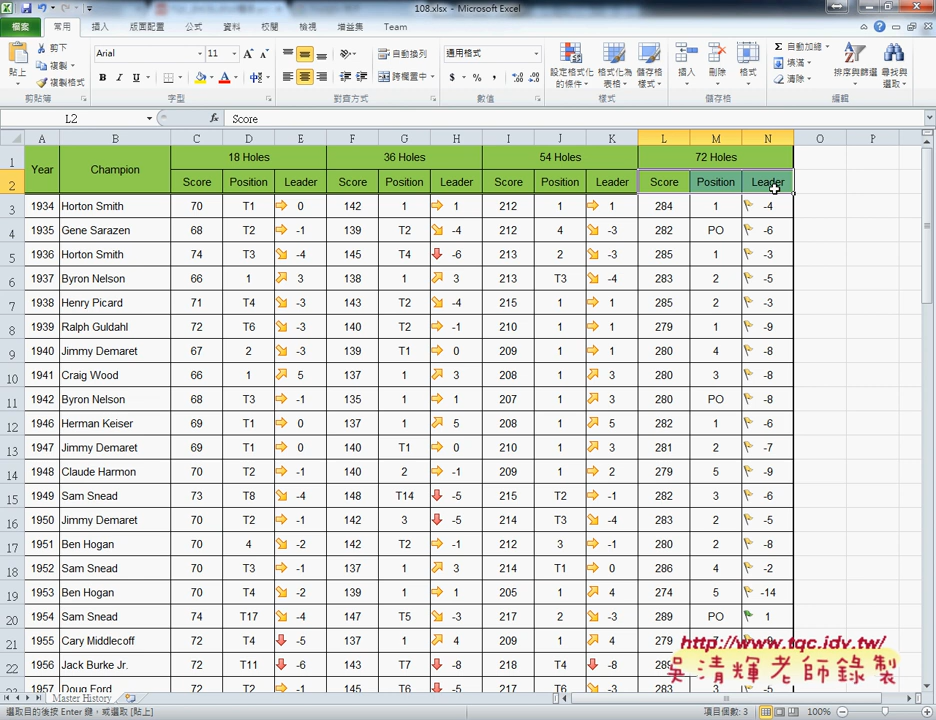 108.xlsx - Microsoft Excel
檔案 常用 插入 版面配置 公式 資料 校閱 檢視 增益集 Team
貼上 剪下 複製 複製格式 剪貼簿
Arial 11 B I U 字型
自動換列 跨欄置中 對齊方式
通用格式 $ % , 數值
設定格式化的條件 格式化為表格 儲存格樣式 樣式
插入 刪除 格式 儲存格
Σ 自動加總 填滿 清除 排序與篩選 尋找與選取 編輯
L2 fx Score
A B C D E F G H I J K L M N O P
1 Year Champion 18 Holes 36 Holes 54 Holes 72 Holes
2 Score Position Leader Score Position Leader Score Position Leader Score Position Leader
3 1934 Horton Smith 70 T1 0 142 1 1 212 1 1 284 1 -4
4 1935 Gene Sarazen 68 T2 -1 139 T2 -4 212 4 -3 282 PO -6
5 1936 Horton Smith 74 T3 -4 145 T4 -6 213 2 -3 285 1 -3
6 1937 Byron Nelson 66 1 3 138 1 3 213 T3 -4 283 2 -5
7 1938 Henry Picard 71 T4 -3 143 T2 -4 215 1 1 285 2 -3
8 1939 Ralph Guldahl 72 T6 -3 140 T2 -1 210 1 1 279 1 -9
9 1940 Jimmy Demaret 67 2 -3 139 T1 0 209 1 1 280 4 -8
10 1941 Craig Wood 66 1 5 137 1 3 208 1 3 280 3 -8
11 1942 Byron Nelson 68 T3 -1 135 1 1 207 1 3 280 PO -8
12 1946 Herman Keiser 69 T1 0 137 1 5 208 1 5 282 1 -6
13 1947 Jimmy Demaret 69 T1 0 140 T1 0 210 1 3 281 2 -7
14 1948 Claude Harmon 70 T2 -1 140 2 -1 209 1 2 279 5 -9
15 1949 Sam Snead 73 T8 -4 148 T14 -5 215 T2 -1 282 3 -6
16 1950 Jimmy Demaret 70 T2 -1 142 3 -5 214 T3 -4 283 2 -5
17 1951 Ben Hogan 70 4 -2 142 T2 -1 212 3 -1 280 2 -8
18 1952 Sam Snead 70 T3 -1 137 1 3 214 T1 0 286 4 -2
19 1953 Ben Hogan 70 T4 -2 139 1 1 205 1 4 274 5 -14
20 1954 Sam Snead 74 T17 -4 147 T5 -3 217 2 -3 289 PO 1
21 1955 Cary Middlecoff 72 T4 -5 137 1 4 209 1 4 279
22 1956 Jack Burke Jr. 72 T11 -6 143 T7 -8 218 T4 -8 289
1957 Doug Ford 72 T2 -1 145 T6 -5 217 T3 -3 283 3 -5
http://www.tqc.idv.tw/
吳清輝老師錄製
Master History
選取目的後按 Enter 鍵，或選取 [貼上] 項目個數: 3 100%